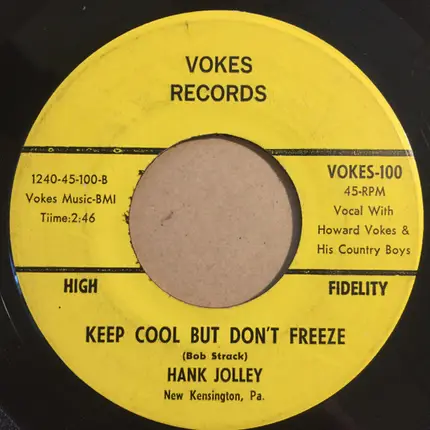 VOKES
RECORDS
1240-45-100-B
Vokes Music-BMI
Tiime:2:46
VOKES-100
45-RPM
Vocal With
Howard Vokes &
His Country Boys
HIGH
FIDELITY
KEEP COOL BUT DON'T FREEZE
(Bob Strack)
HANK JOLLEY
New Kensington, Pa.